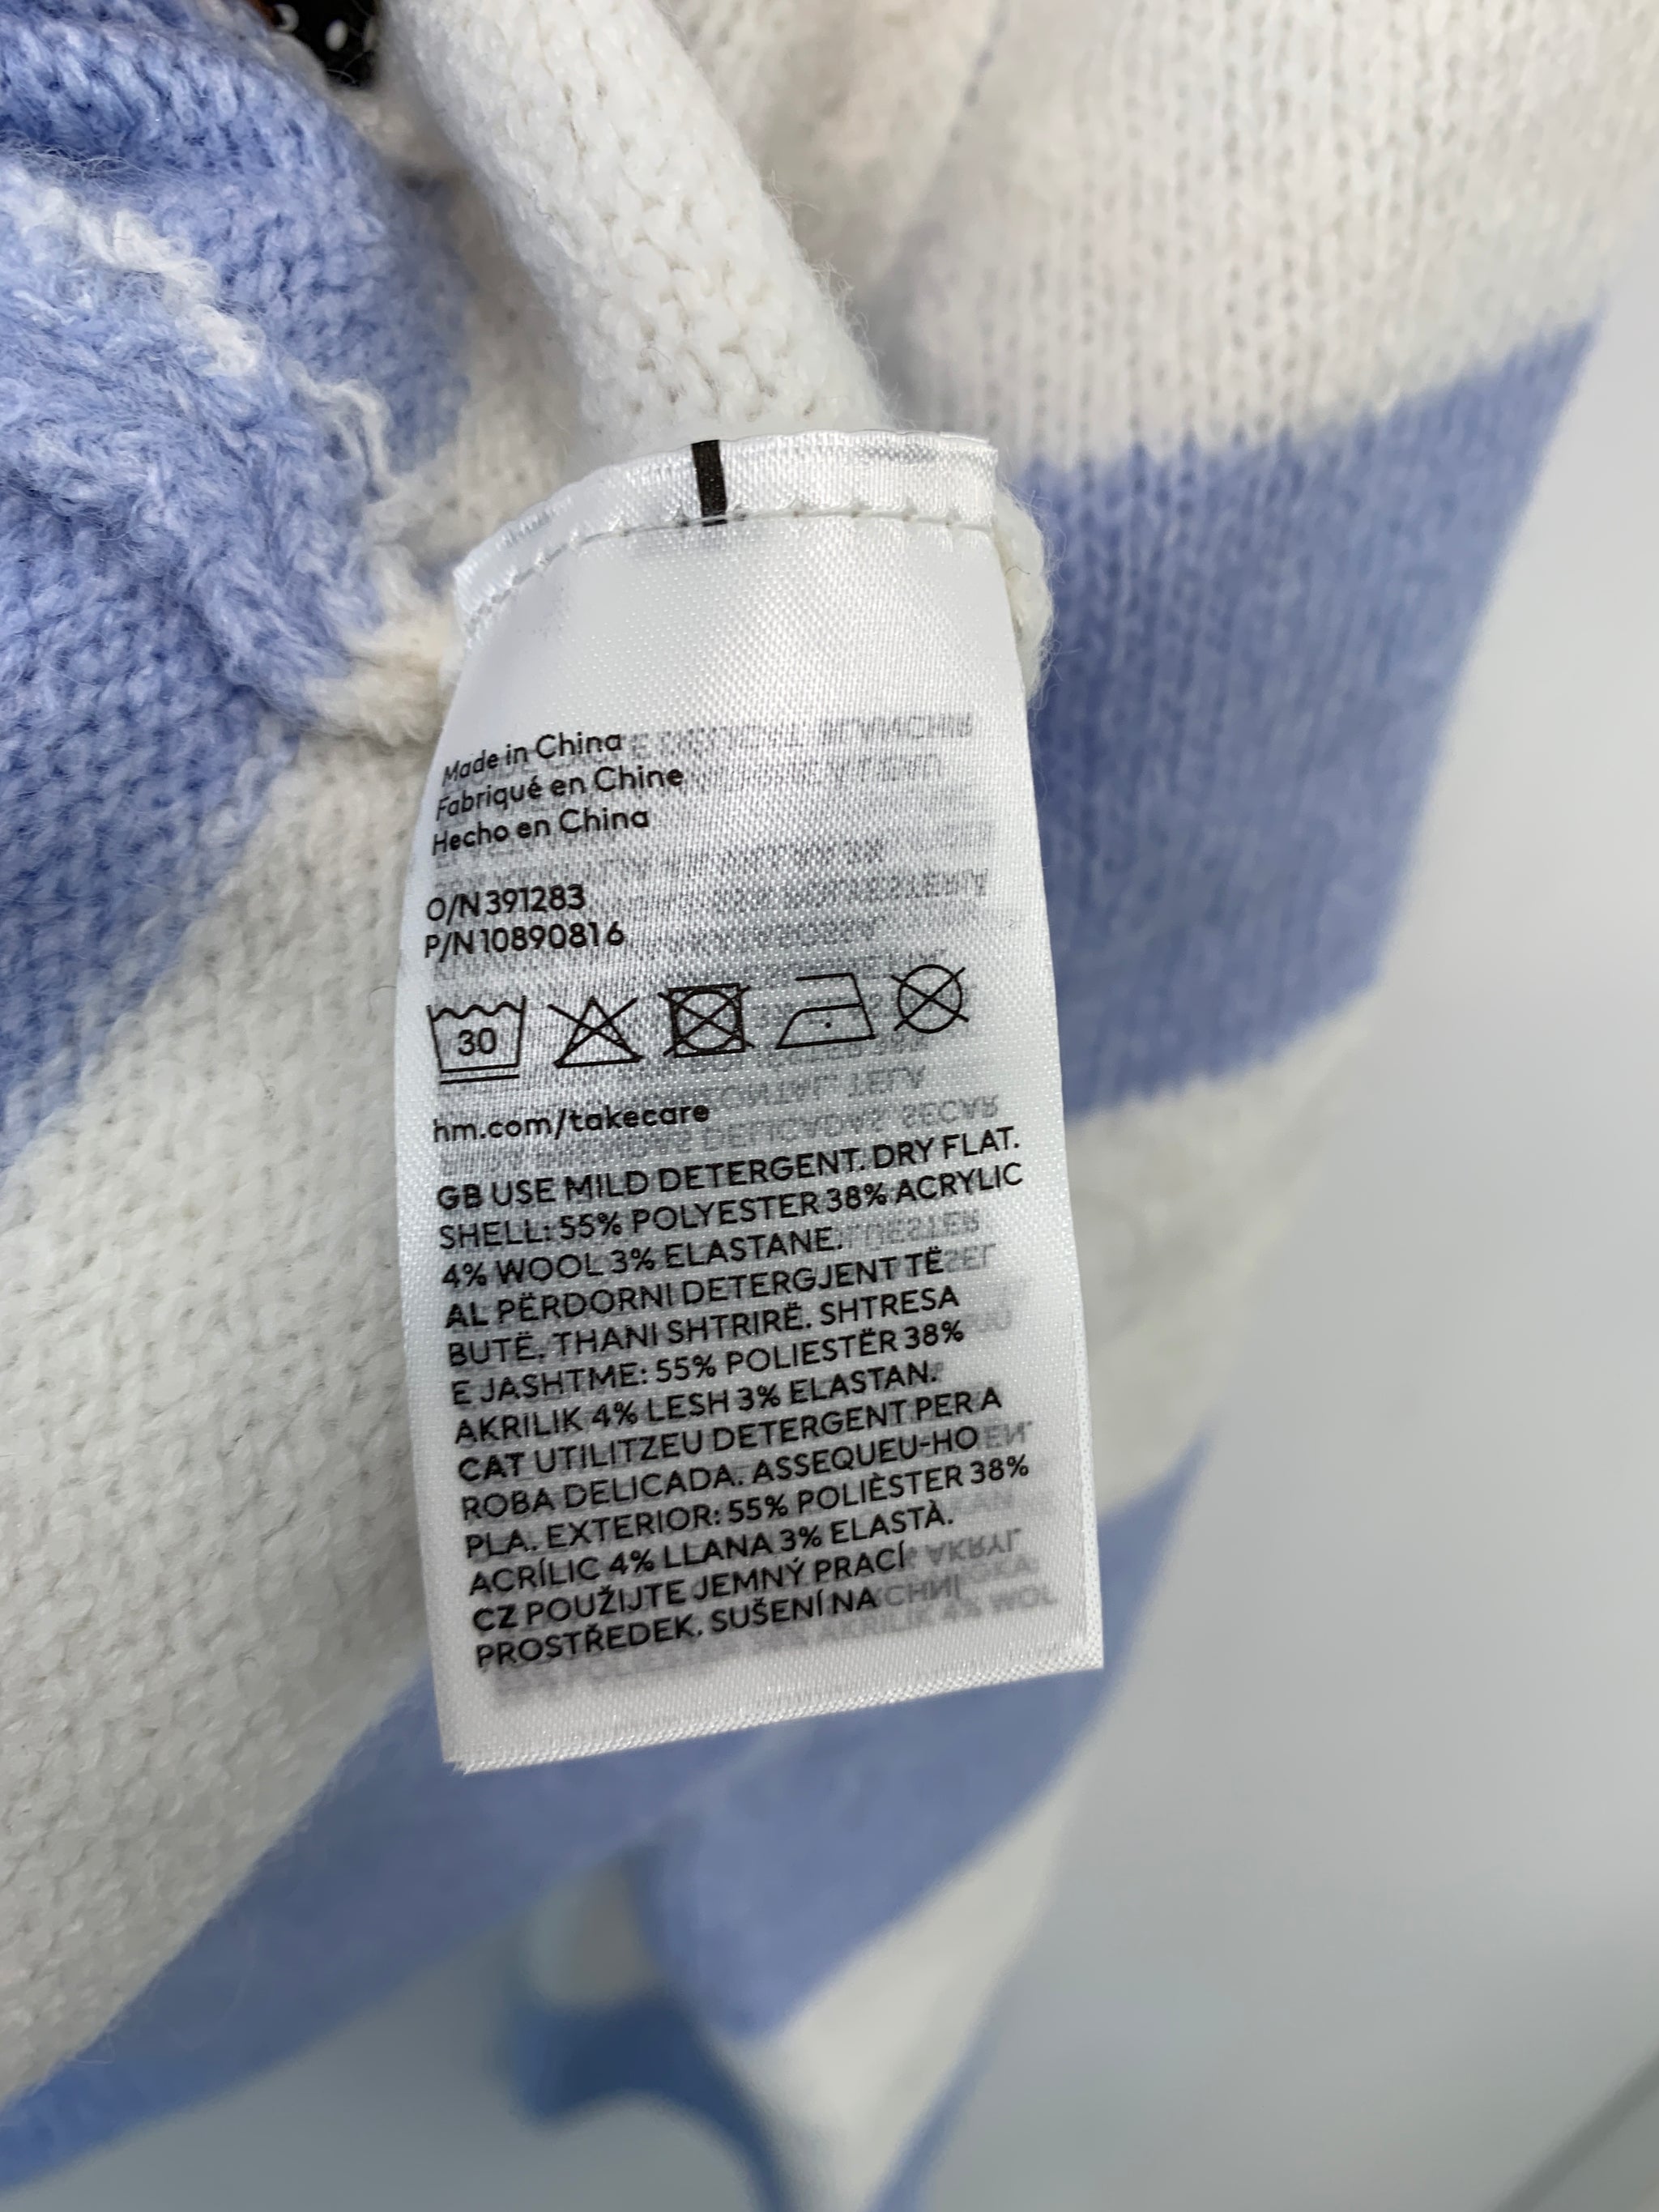 Made in China
Fabriqué en Chine
Hecho en China
O/N 391283
P/N 10890816
30
hm.com/takecare
GB USE MILD DETERGENT. DRY FLAT.
SHELL: 55% POLYESTER 38% ACRYLIC
4% WOOL 3% ELASTANE.
AL PËRDORNI DETERGJENT TË
BUTË. THANI SHTRIRË. SHTRESA
E JASHTME: 55% POLIESTËR 38%
AKRILIK 4% LESH 3% ELASTAN.
CAT UTILITZEU DETERGENT PER A
ROBA DELICADA. ASSEQUEU-HO
PLA. EXTERIOR: 55% POLIÈSTER 38%
ACRÍLIC 4% LLANA 3% ELASTÀ.
CZ POUŽIJTE JEMNÝ PRACÍ
PROSTŘEDEK. SUŠENÍ NA